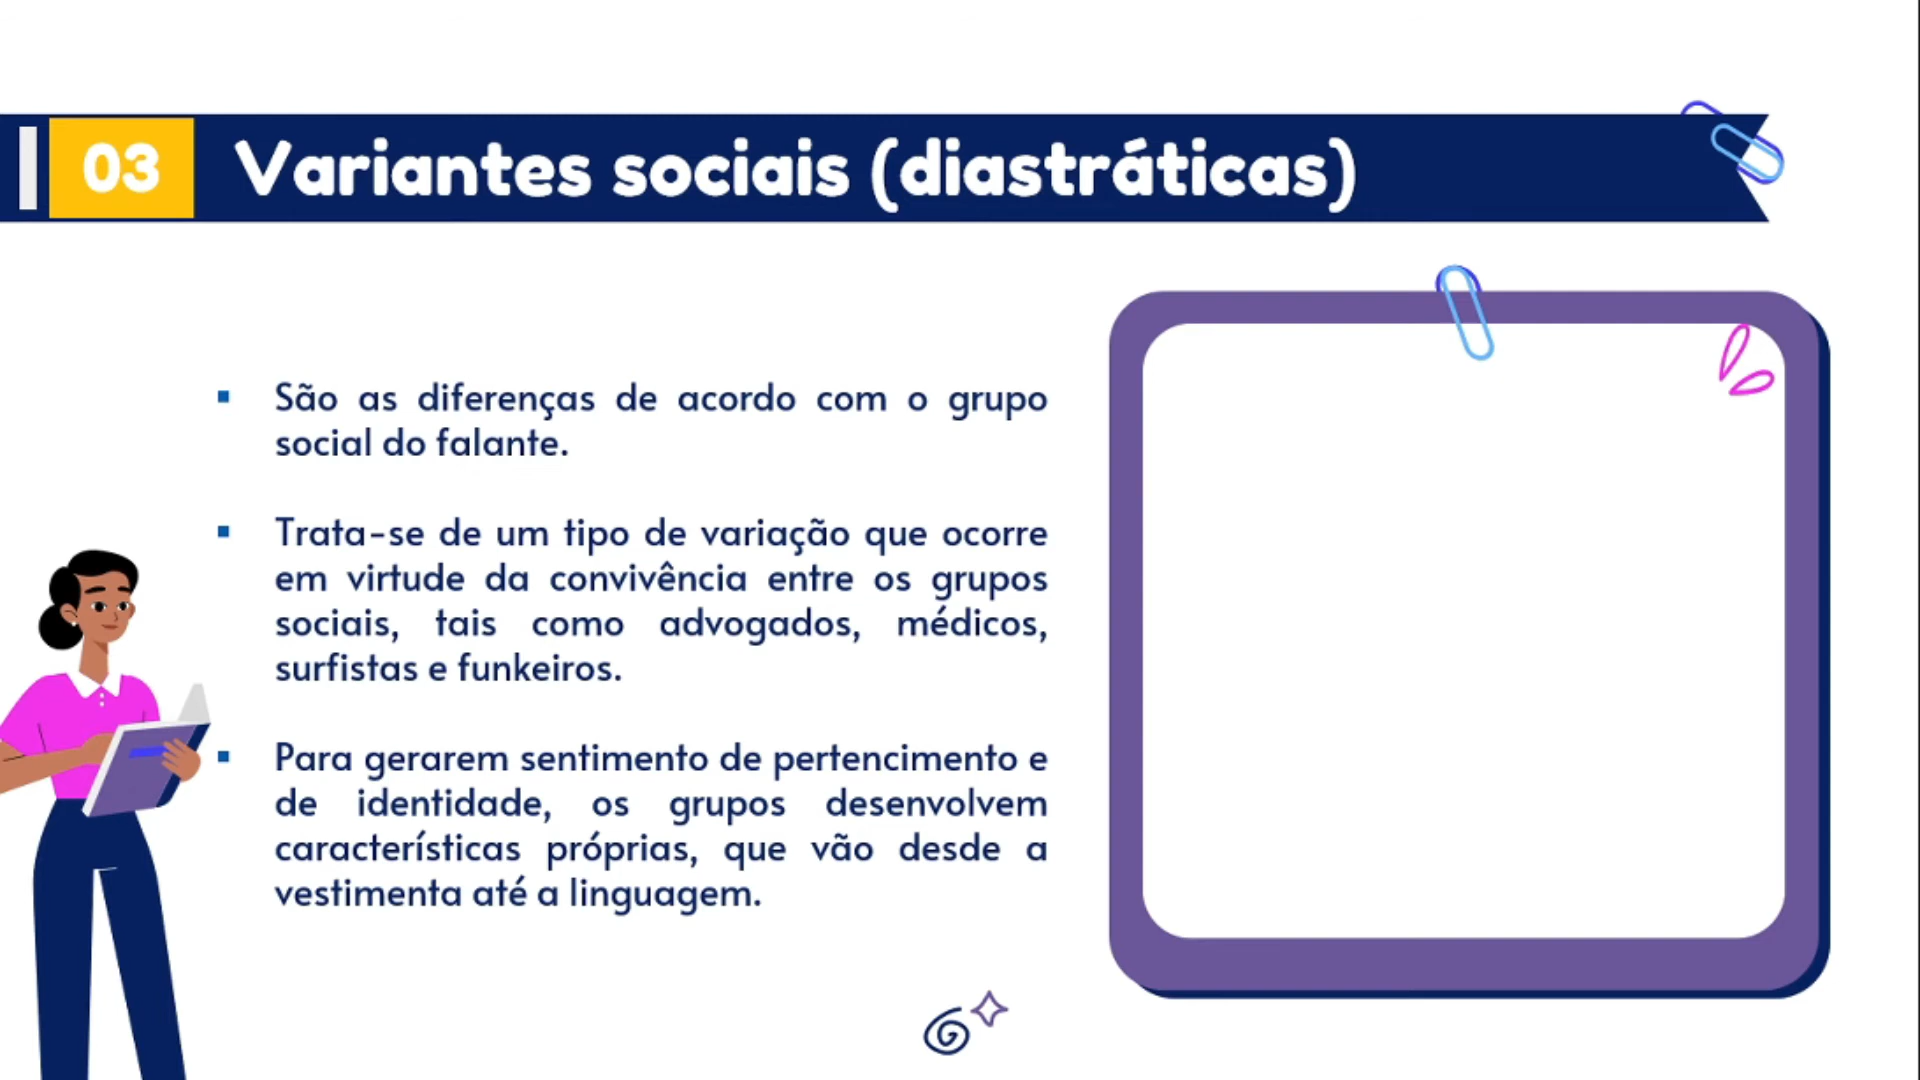 03 Variantes sociais (diastráticas)
São as diferenças de acordo com o grupo
social do falante.
Trata-se de um tipo de variação que ocorre
em virtude da convivência entre os grupos
sociais, tais como advogados, médicos,
surfistas e funkeiros.
Para gerarem sentimento de pertencimento e
de identidade, os grupos desenvolvem
características próprias, que vão desde a
vestimenta até a linguagem.